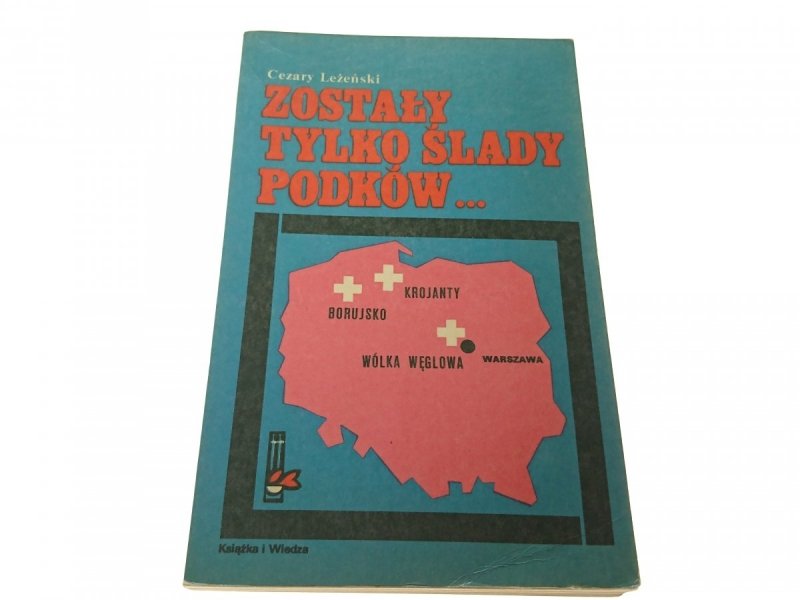 Cezary Leżeński
ZOSTAŁY
TYLKO ŚLADY
PODKÓW...
KROJANTY
BORUJSKO
WÓLKA WĘGLOWA
WARSZAWA
Książka i Wiedza